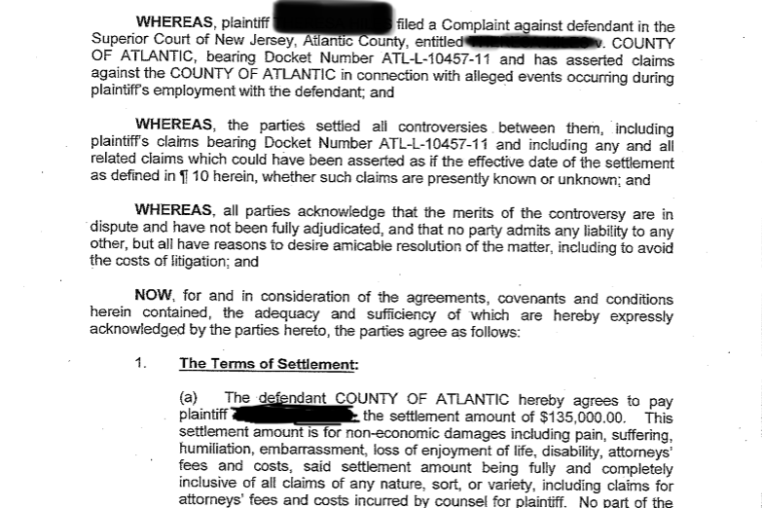 WHEREAS, plaintiff filed a Complaint against defendant in the
Superior Court of New Jersey, Atlantic County, entitled v. COUNTY
OF ATLANTIC, bearing Docket Number ATL-L-10457-11 and has asserted claims
against the COUNTY OF ATLANTIC in connection with alleged events occurring during
plaintiff's employment with the defendant; and
WHEREAS, the parties settled all controversies between them, including
plaintiff's claims bearing Docket Number ATL-L-10457-11 and including any and all
related claims which could have been asserted as if the effective date of the settlement
as defined in ¶ 10 herein, whether such claims are presently known or unknown; and
WHEREAS, all parties acknowledge that the merits of the controversy are in
dispute and have not been fully adjudicated, and that no party admits any liability to any
other, but all have reasons to desire amicable resolution of the matter, including to avoid
the costs of litigation; and
NOW, for and in consideration of the agreements, covenants and conditions
herein contained, the adequacy and sufficiency of which are hereby expressly
acknowledged by the parties hereto, the parties agree as follows:
1. The Terms of Settlement:
(a) The defendant COUNTY OF ATLANTIC hereby agrees to pay
plaintiff the settlement amount of $135,000.00. This
settlement amount is for non-economic damages including pain, suffering,
humiliation, embarrassment, loss of enjoyment of life, disability, attorneys'
fees and costs, said settlement amount being fully and completely
inclusive of all claims of any nature, sort, or variety, including claims for
attorneys' fees and costs incurred by counsel for plaintiff. No part of the